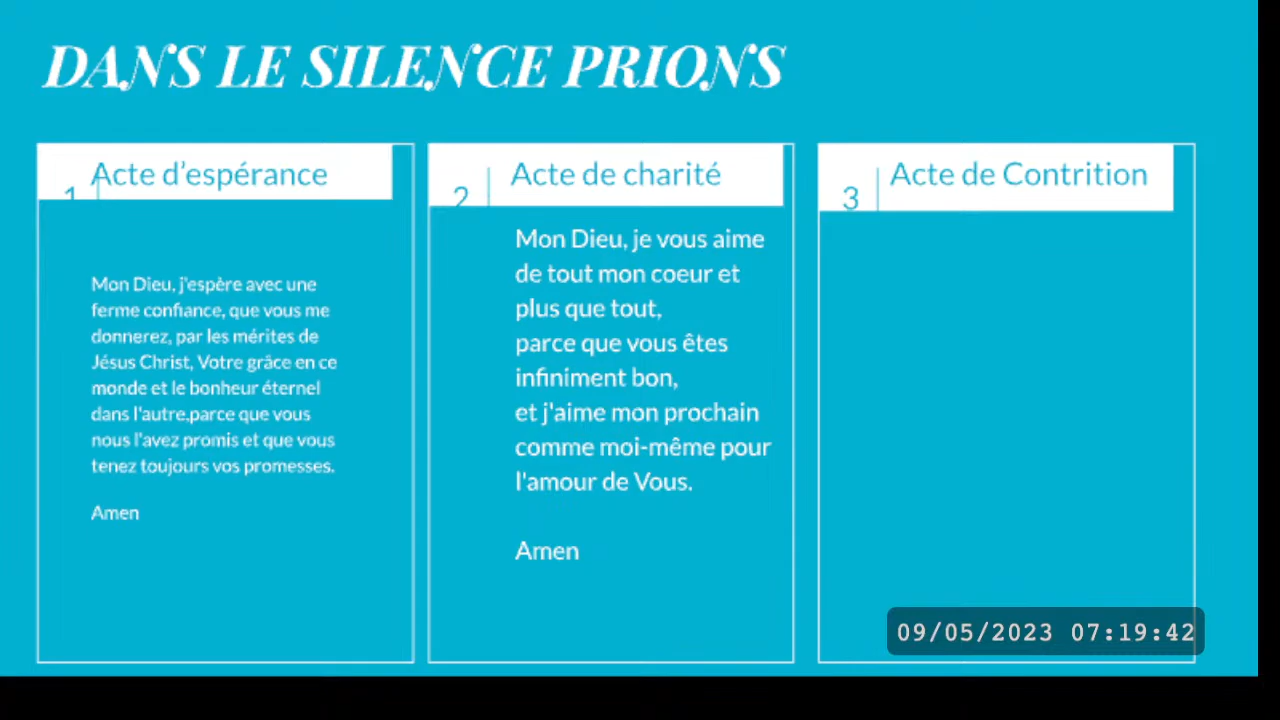 DANS LE SILENCE PRIONS
1
Acte d'espérance
Mon Dieu, j'espère avec une
ferme confiance, que vous me
donnerez, par les mérites de
Jésus Christ, Votre grâce en ce
monde et le bonheur éternel
dans l'autre.parce que vous
nous l'avez promis et que vous
tenez toujours vos promesses.
Amen
2
Acte de charité
Mon Dieu, je vous aime
de tout mon coeur et
plus que tout,
parce que vous êtes
infiniment bon,
et j'aime mon prochain
comme moi-même pour
l'amour de Vous.
Amen
3
Acte de Contrition
09/05/2023 07:19:42